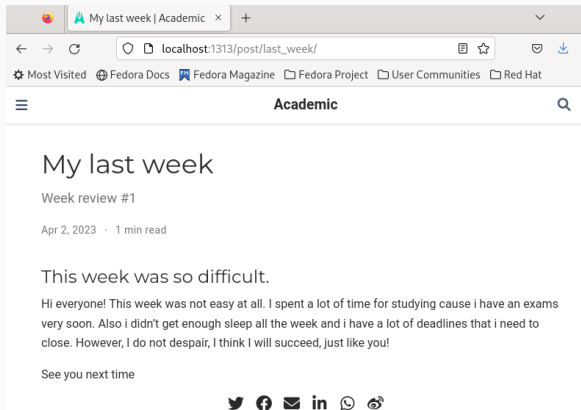 My last week | Academic
localhost:1313/post/last_week/
Most Visited Fedora Docs Fedora Magazine Fedora Project User Communities Red Hat
Academic
My last week
Week review #1
Apr 2, 2023 · 1 min read
This week was so difficult.
Hi everyone! This week was not easy at all. I spent a lot of time for studying cause i have an exams
very soon. Also i didn’t get enough sleep all the week and i have a lot of deadlines that i need to
close. However, I do not despair, I think I will succeed, just like you!
See you next time